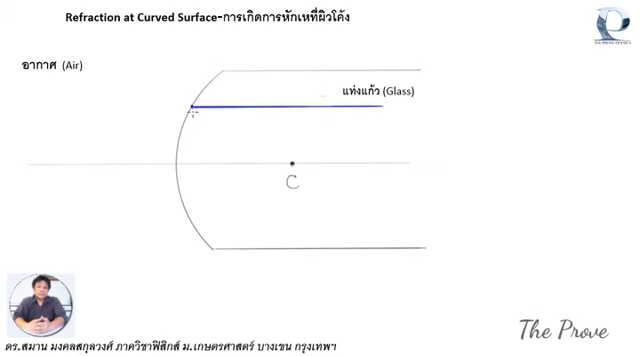 Refraction at Curved Surface-การเกิดการหักเหที่ผิวโค้ง
อากาศ (Air)
แท่งแก้ว (Glass)
C
The Prove
ดร.สมาน มงคลสกุลวงศ์ ภาควิชาฟิสิกส์ ม.เกษตรศาสตร์ บางเขน กรุงเทพฯ